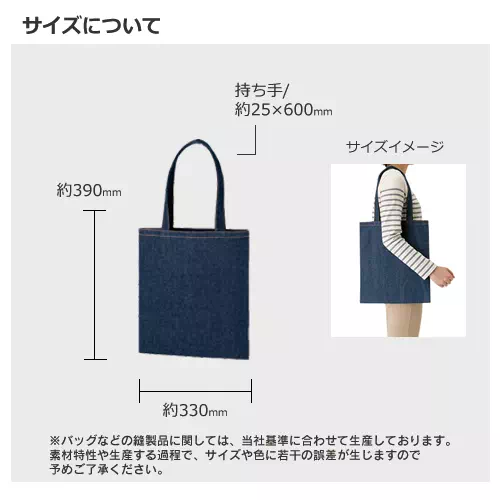 サイズについて
持ち手/
約25×600mm
サイズイメージ
約390mm
約330mm
※バッグなどの縫製品に関しては、当社基準に合わせて生産しております。
素材特性や生産する過程で、サイズや色に若干の誤差が生じますので
予めご了承ください。